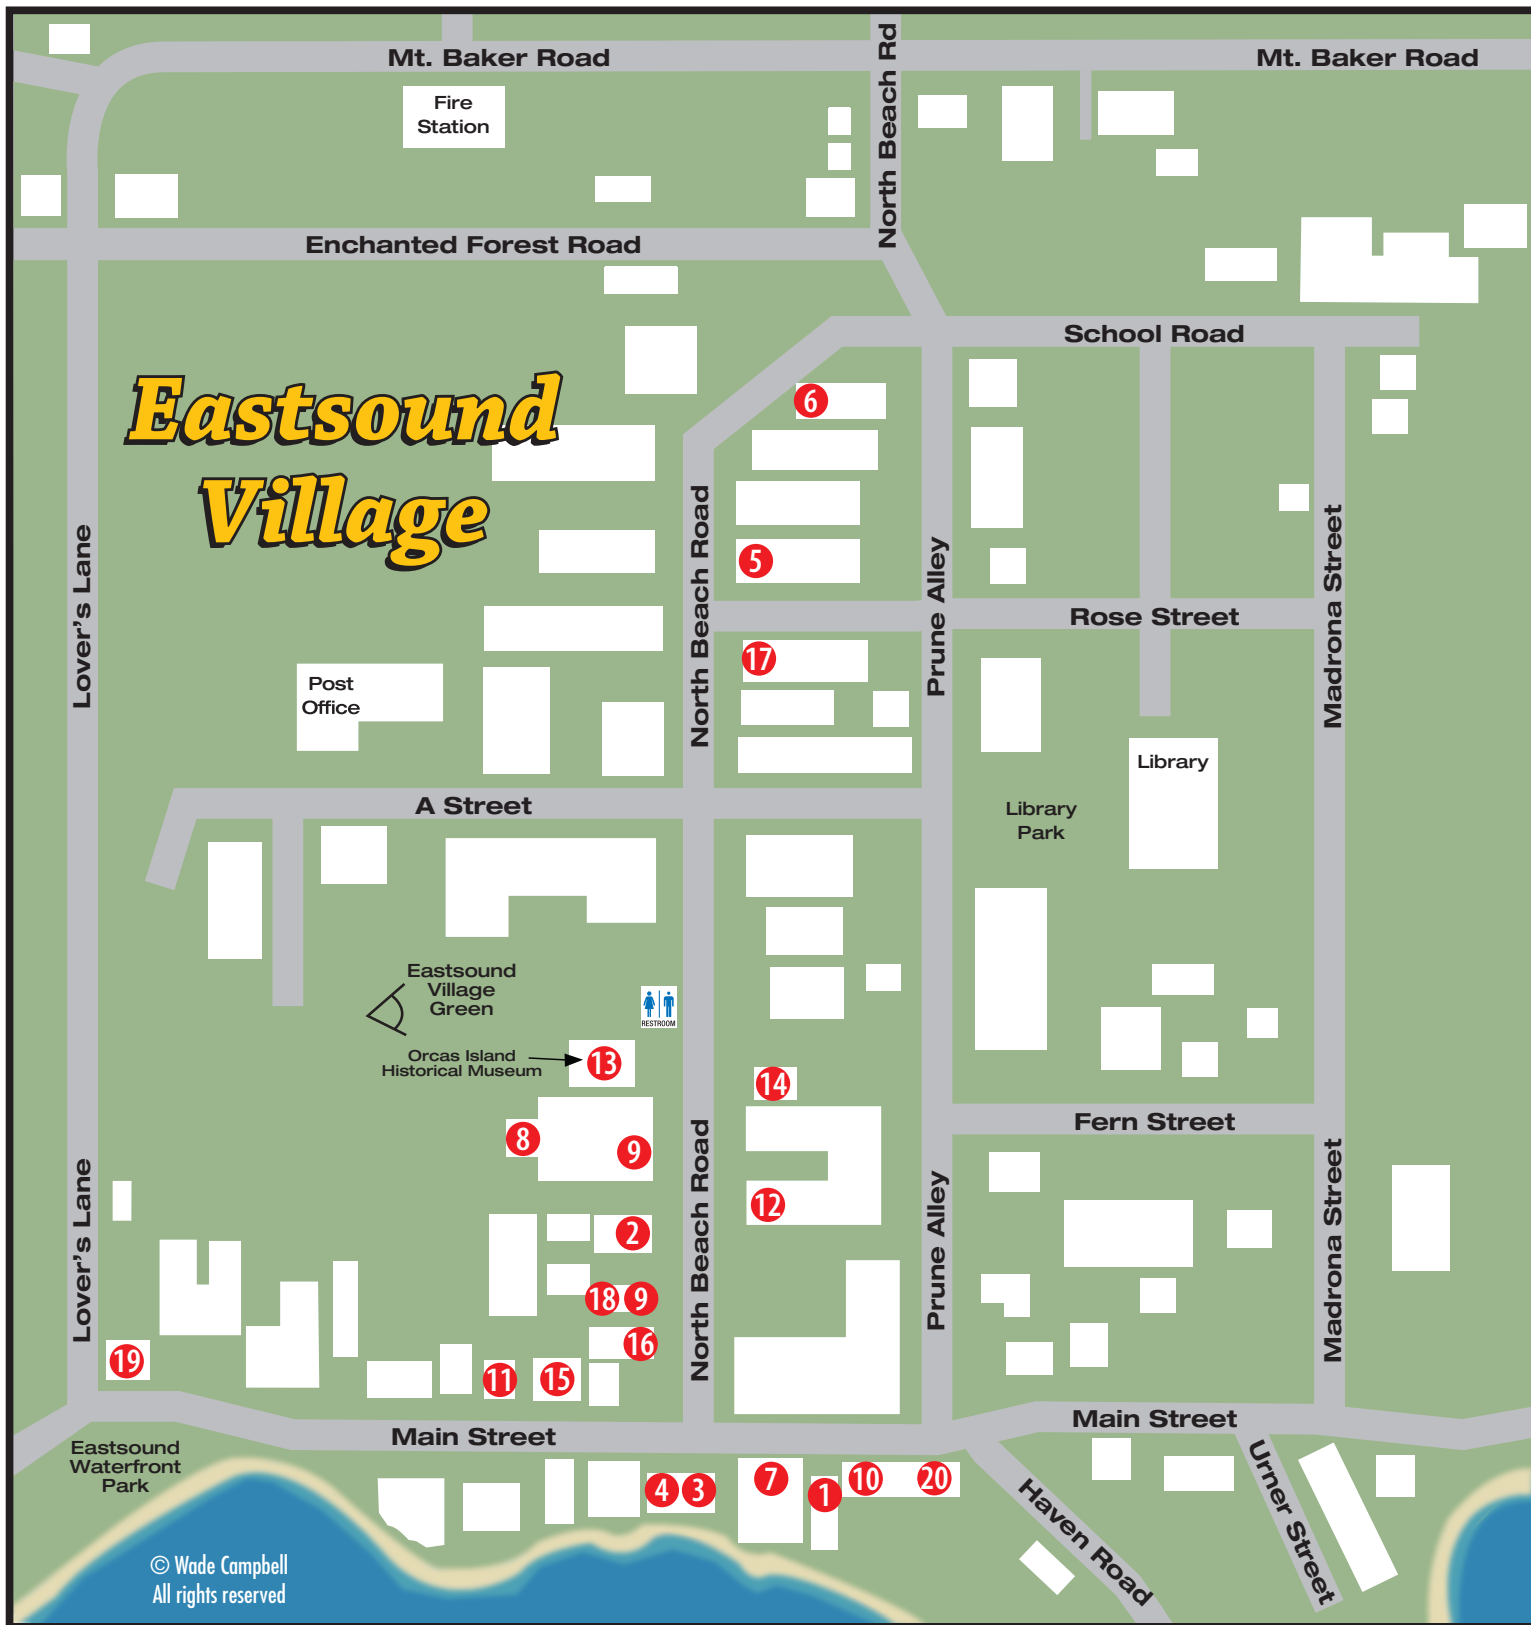 Mt. Baker Road
North Beach Rd
Mt. Baker Road
Fire
Station
Enchanted Forest Road
School Road
Eastsound
Village
6
5
North Beach Road
Prune Alley
Lover's Lane
Madrona Street
Rose Street
17
Post
Office
Library
Library
Park
A Street
Eastsound
Village
Green
RESTROOM
Orcas Island
Historical Museum
13
14
8
9
Fern Street
12
2
North Beach Road
Prune Alley
Lover's Lane
Madrona Street
18
9
16
19
11
15
Main Street
Main Street
Eastsound
Waterfront
Park
4
3
7
1
10
20
Haven Road
Urner Street
© Wade Campbell
All rights reserved